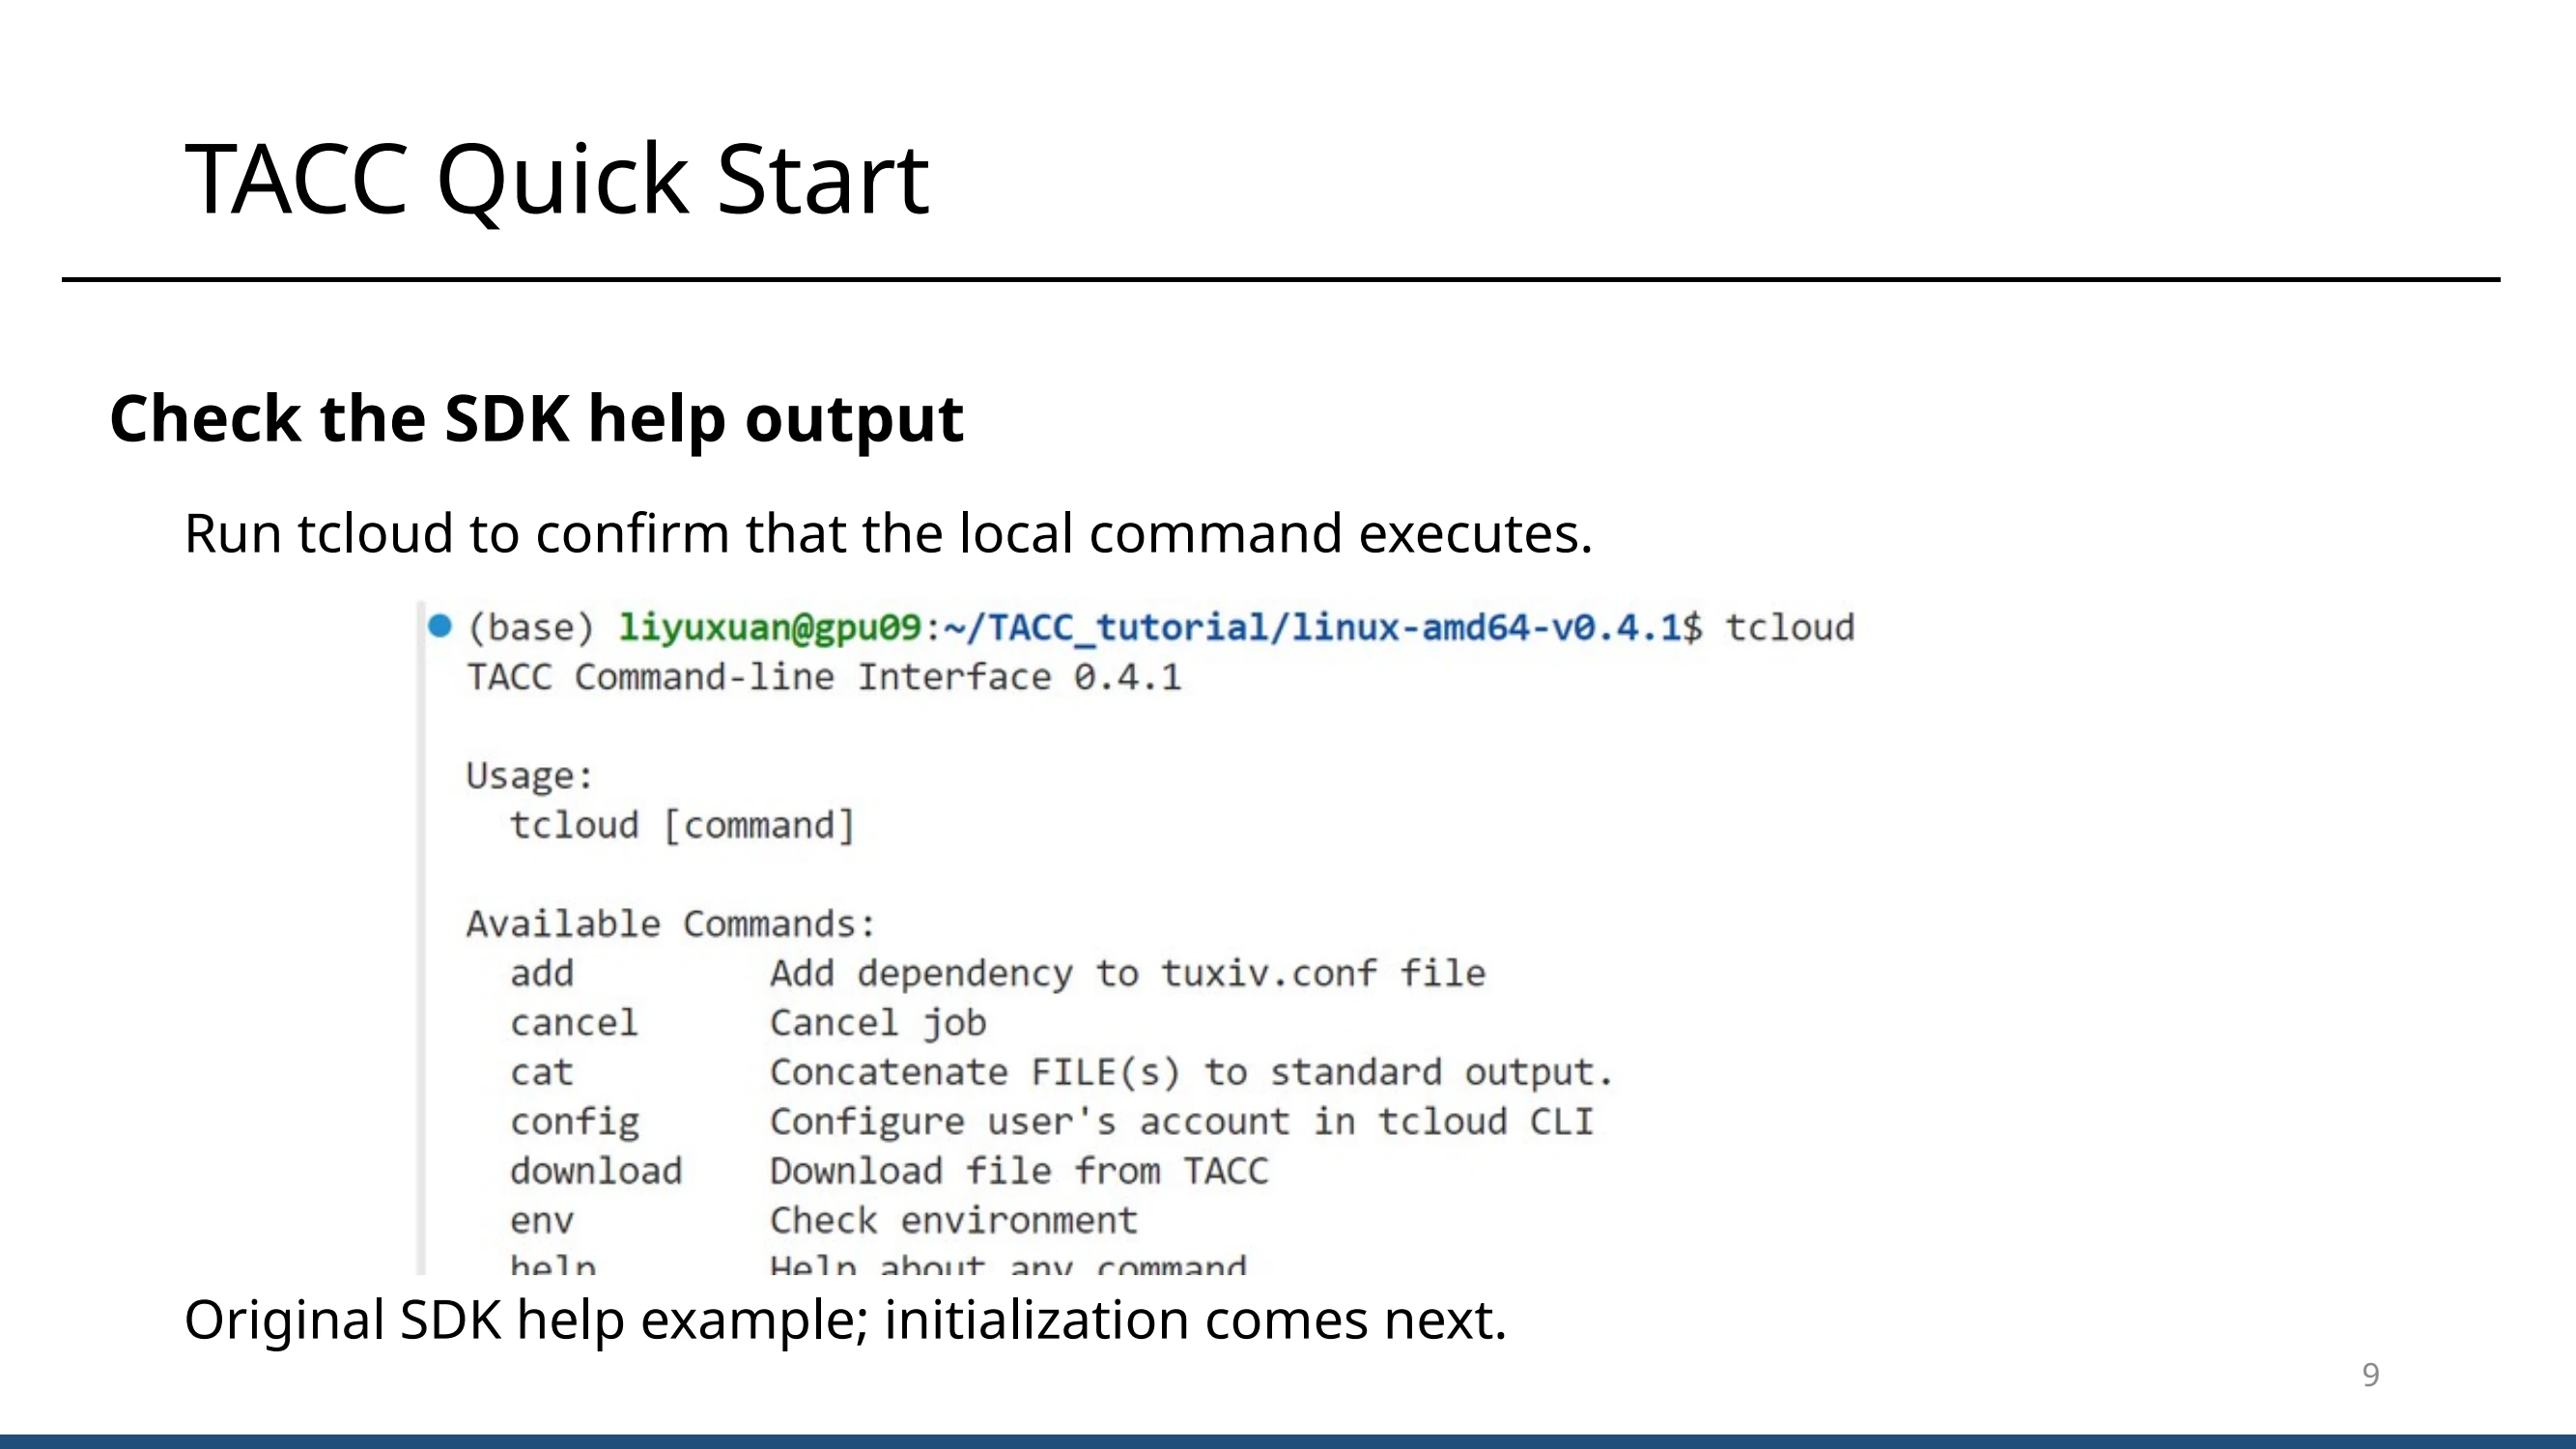 TACC Quick Start
Check the SDK help output
Run tcloud to confirm that the local command executes.
(base) liyuxuan@gpu09:~/TACC_tutorial/linux-amd64-v0.4.1$ tcloud
TACC Command-line Interface 0.4.1
Usage:
tcloud [command]
Available Commands:
add Add dependency to tuxiv.conf file
cancel Cancel job
cat Concatenate FILE(s) to standard output.
config Configure user's account in tcloud CLI
download Download file from TACC
env Check environment
help Help about any command
Original SDK help example; initialization comes next.
9